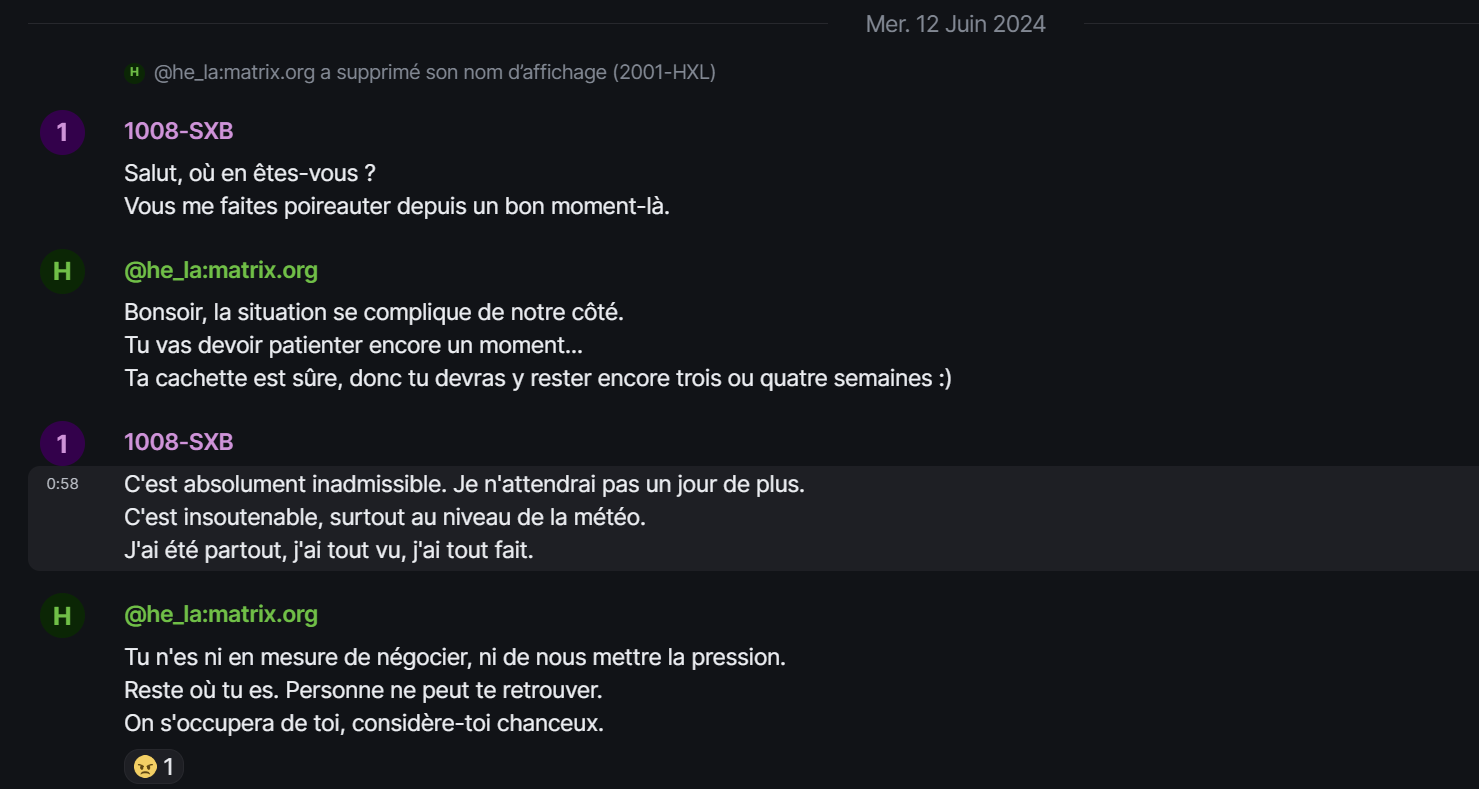 Mer. 12 Juin 2024
H @he_la:matrix.org a supprimé son nom d’affichage (2001-HXL)
1 1008-SXB
Salut, où en êtes-vous ?
Vous me faites poireauter depuis un bon moment-là.
H @he_la:matrix.org
Bonsoir, la situation se complique de notre côté.
Tu vas devoir patienter encore un moment...
Ta cachette est sûre, donc tu devras y rester encore trois ou quatre semaines :)
1 1008-SXB
0:58 C'est absolument inadmissible. Je n'attendrai pas un jour de plus.
C'est insoutenable, surtout au niveau de la météo.
J'ai été partout, j'ai tout vu, j'ai tout fait.
H @he_la:matrix.org
Tu n'es ni en mesure de négocier, ni de nous mettre la pression.
Reste où tu es. Personne ne peut te retrouver.
On s'occupera de toi, considère-toi chanceux.
😠 1